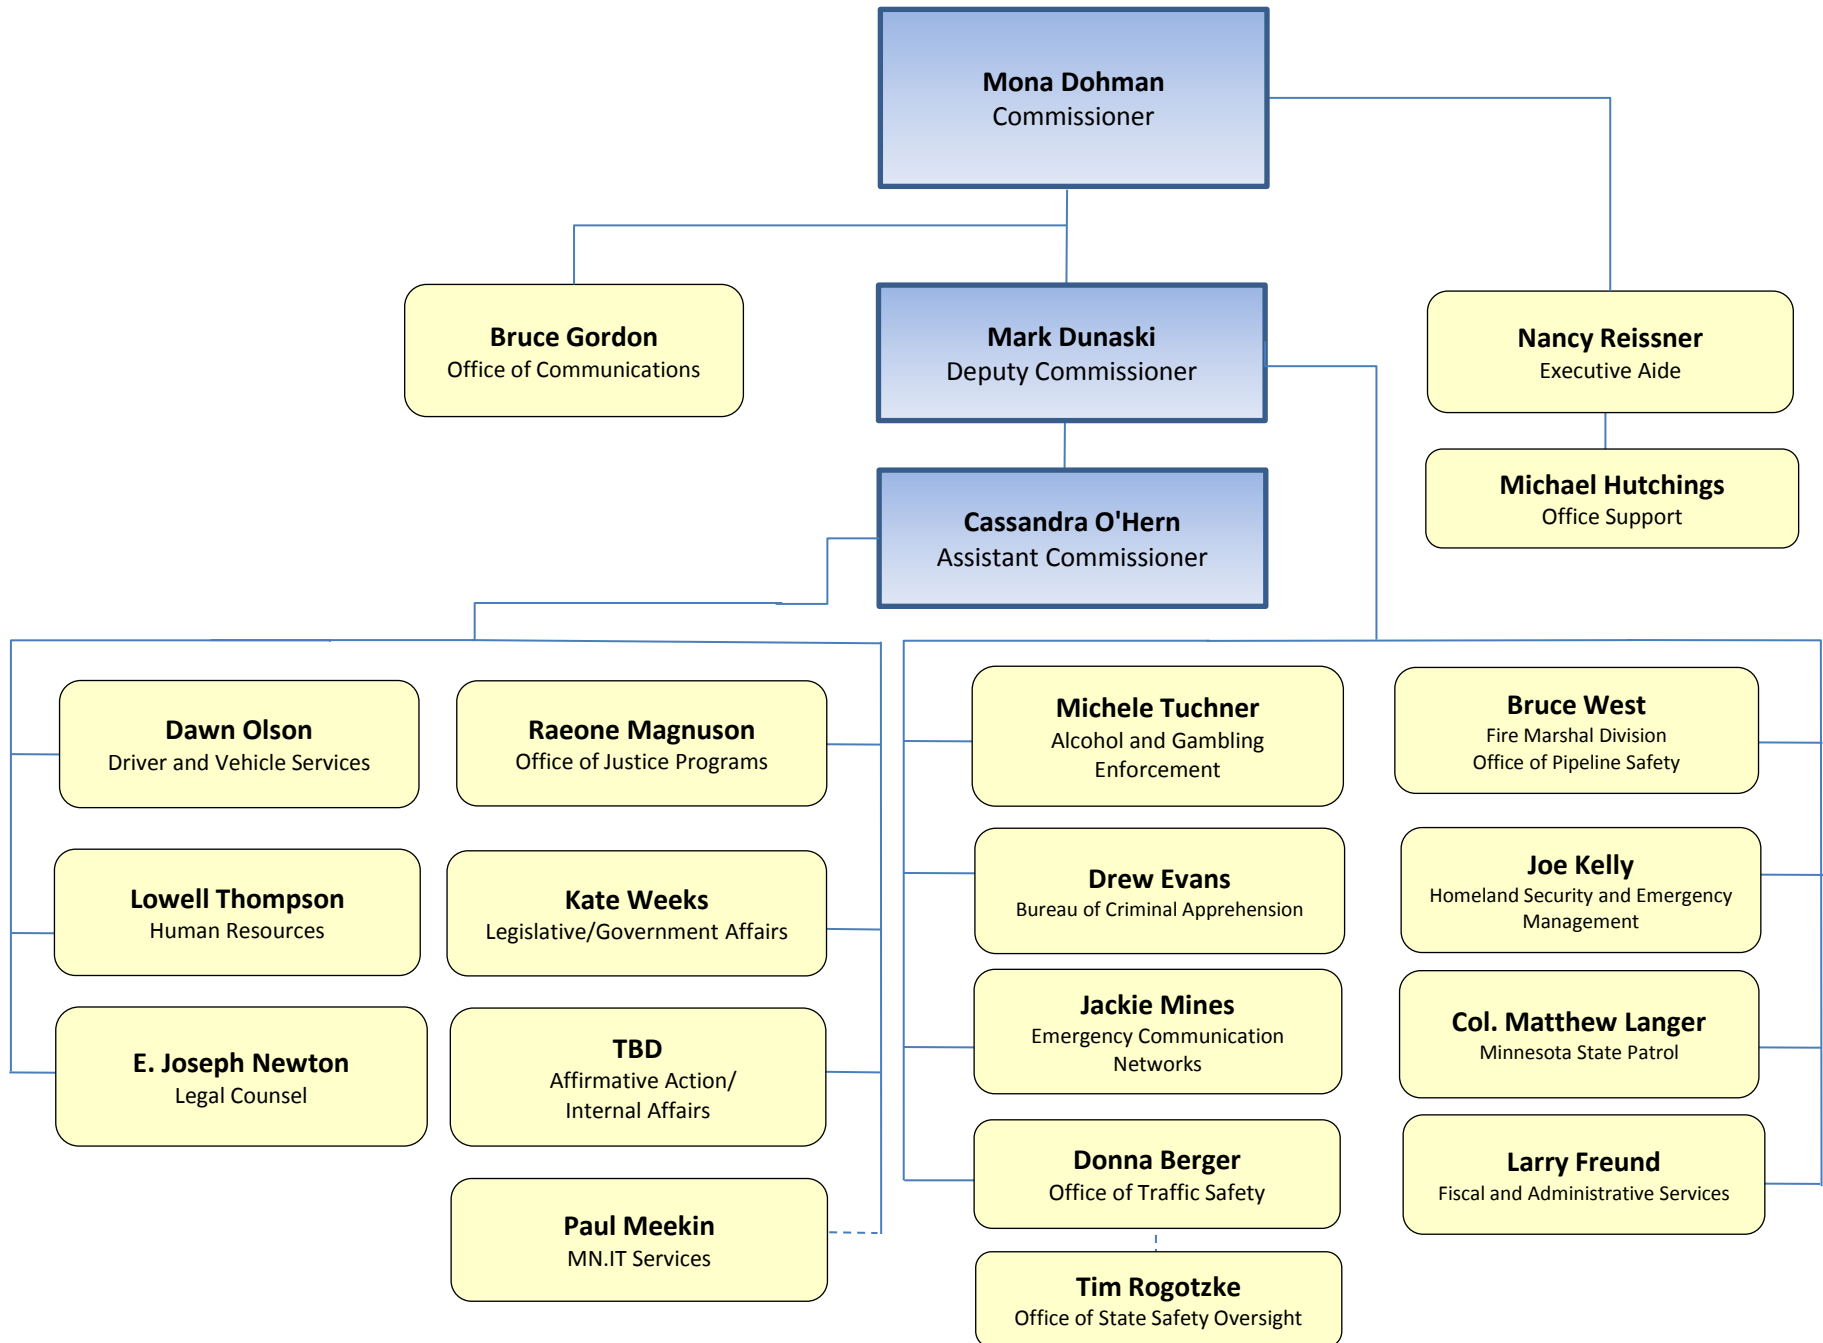 Mona Dohman
Commissioner
Bruce Gordon
Office of Communications
Mark Dunaski
Deputy Commissioner
Nancy Reissner
Executive Aide
Michael Hutchings
Office Support
Cassandra O'Hern
Assistant Commissioner
Dawn Olson
Driver and Vehicle Services
Raeone Magnuson
Office of Justice Programs
Lowell Thompson
Human Resources
Kate Weeks
Legislative/Government Affairs
E. Joseph Newton
Legal Counsel
TBD
Affirmative Action/
Internal Affairs
Paul Meekin
MN.IT Services
Michele Tuchner
Alcohol and Gambling
Enforcement
Bruce West
Fire Marshal Division
Office of Pipeline Safety
Drew Evans
Bureau of Criminal Apprehension
Joe Kelly
Homeland Security and Emergency
Management
Jackie Mines
Emergency Communication
Networks
Col. Matthew Langer
Minnesota State Patrol
Donna Berger
Office of Traffic Safety
Larry Freund
Fiscal and Administrative Services
Tim Rogotzke
Office of State Safety Oversight